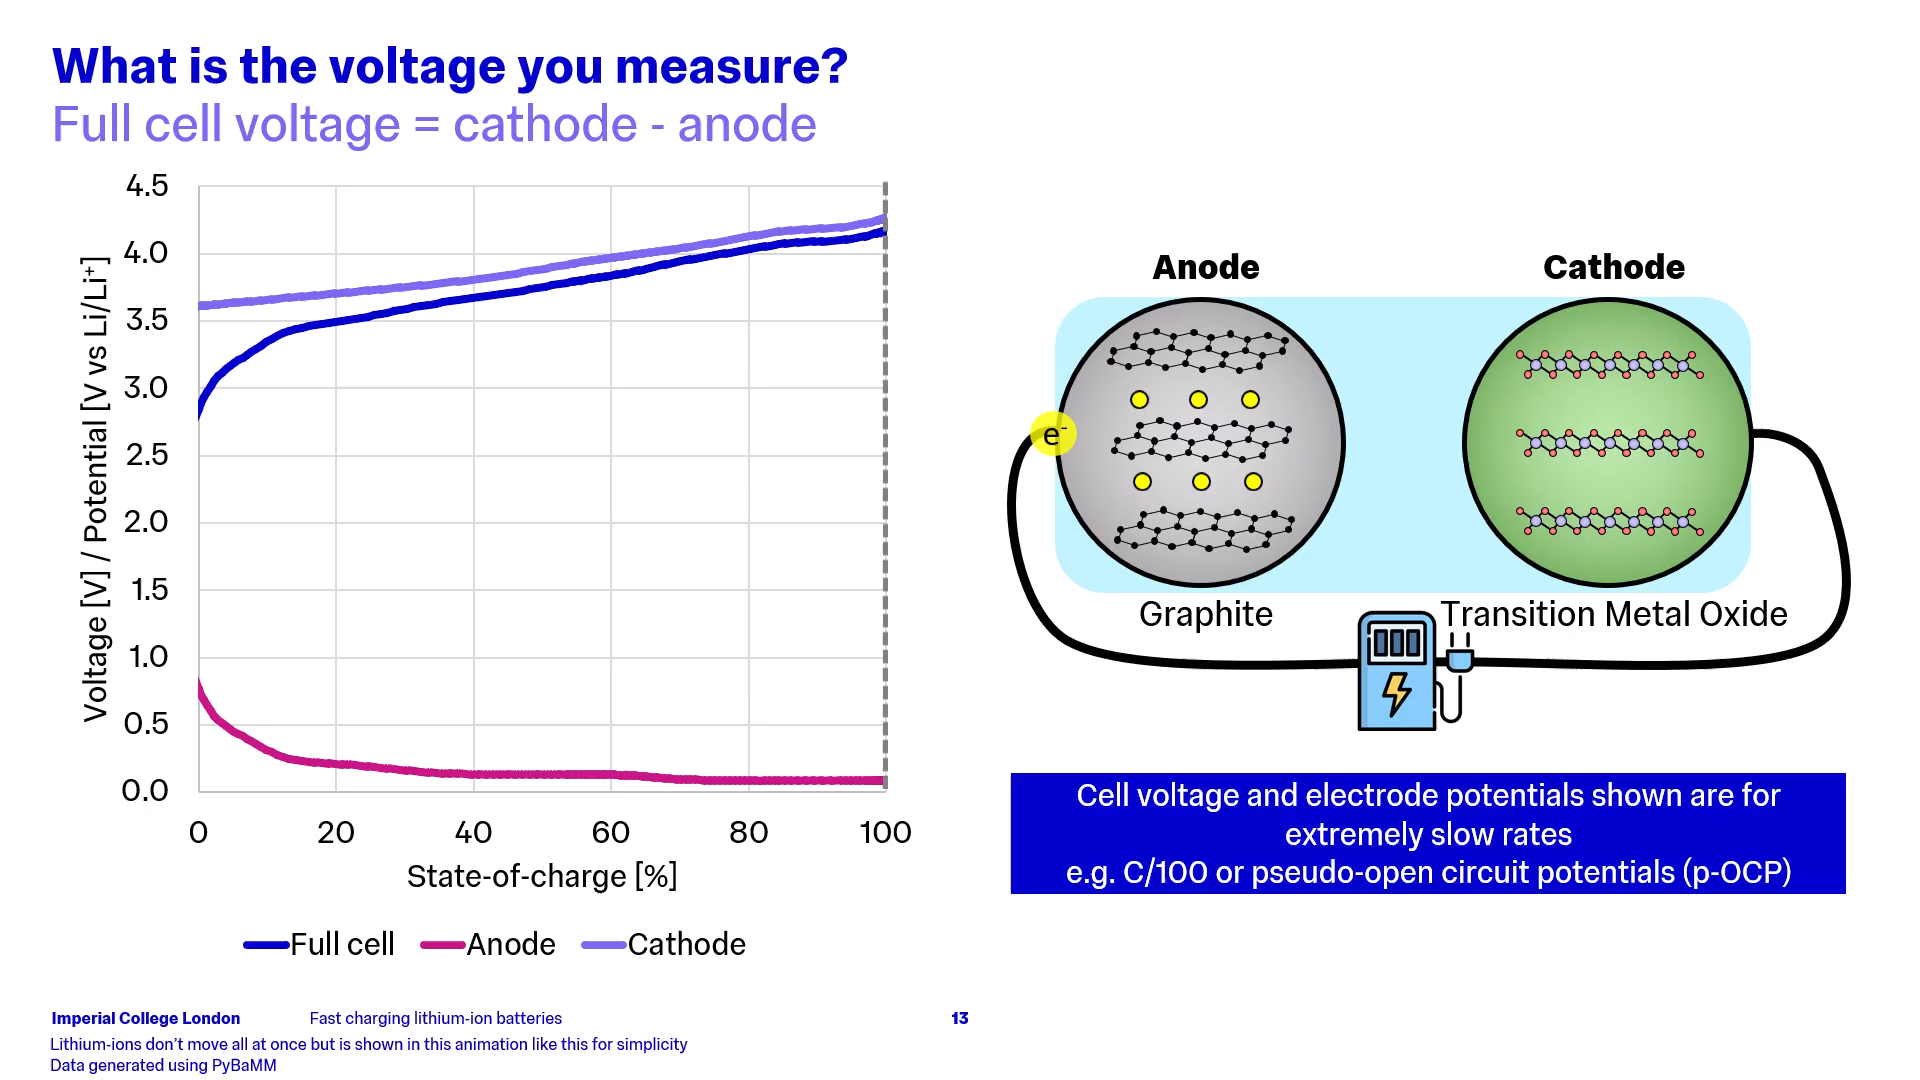 What is the voltage you measure?
Full cell voltage = cathode - anode
Voltage [V] / Potential [V vs Li/Li⁺]
4.5
4.0
3.5
3.0
2.5
2.0
1.5
1.0
0.5
0.0
0 20 40 60 80 100
State-of-charge [%]
Full cell Anode Cathode
Anode Cathode
e⁻
Graphite Transition Metal Oxide
Cell voltage and electrode potentials shown are for
extremely slow rates
e.g. C/100 or pseudo-open circuit potentials (p-OCP)
Imperial College London Fast charging lithium-ion batteries 13
Lithium-ions don’t move all at once but is shown in this animation like this for simplicity
Data generated using PyBaMM